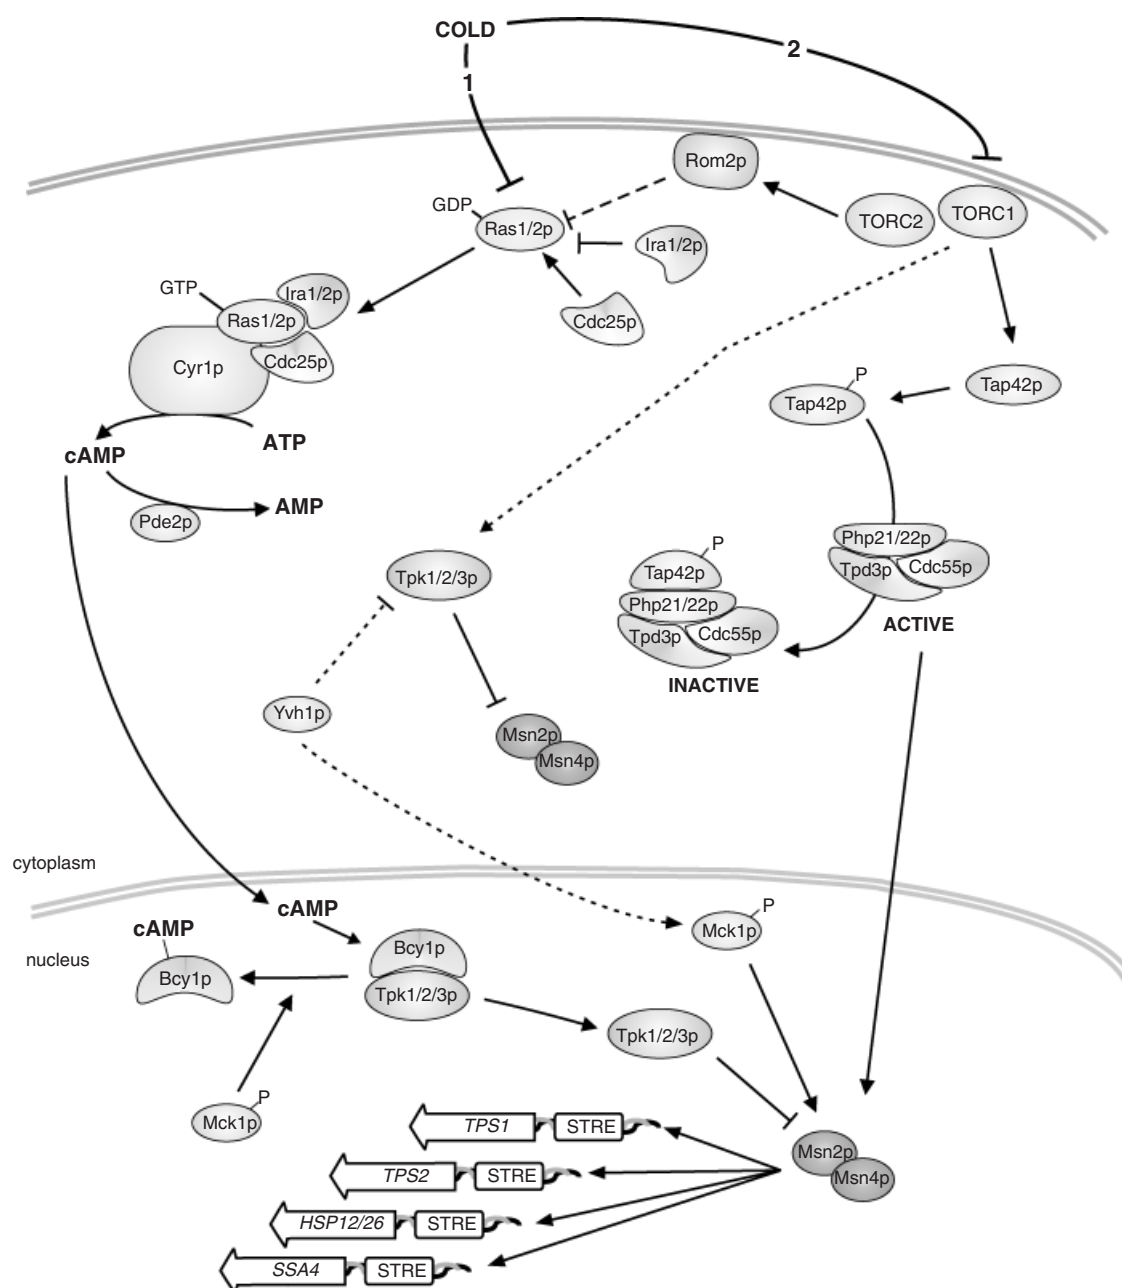 COLD
1
2
Rom2p
GDP
Ras1/2p
Ira1/2p
TORC2
TORC1
Cdc25p
GTP
Ira1/2p
Ras1/2p
Cdc25p
Cyr1p
ATP
cAMP
Pde2p
AMP
P
Tap42p
Tap42p
Tpk1/2/3p
P
Tap42p
Php21/22p
Tpd3p
Cdc55p
INACTIVE
Php21/22p
Tpd3p
Cdc55p
ACTIVE
Yvh1p
Msn2p
Msn4p
cytoplasm
nucleus
cAMP
cAMP
Bcy1p
Bcy1p
Tpk1/2/3p
P
Mck1p
Tpk1/2/3p
P
Mck1p
Msn2p
Msn4p
TPS1 STRE
TPS2 STRE
HSP12/26 STRE
SSA4 STRE